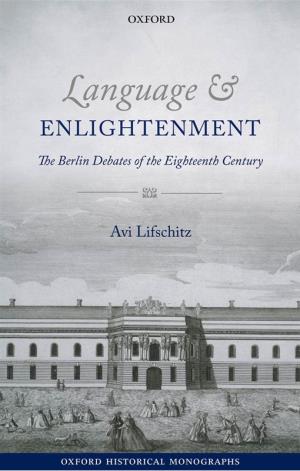 OXFORD
Language &
ENLIGHTENMENT
The Berlin Debates of the Eighteenth Century
Avi Lifschitz
OXFORD HISTORICAL MONOGRAPHS